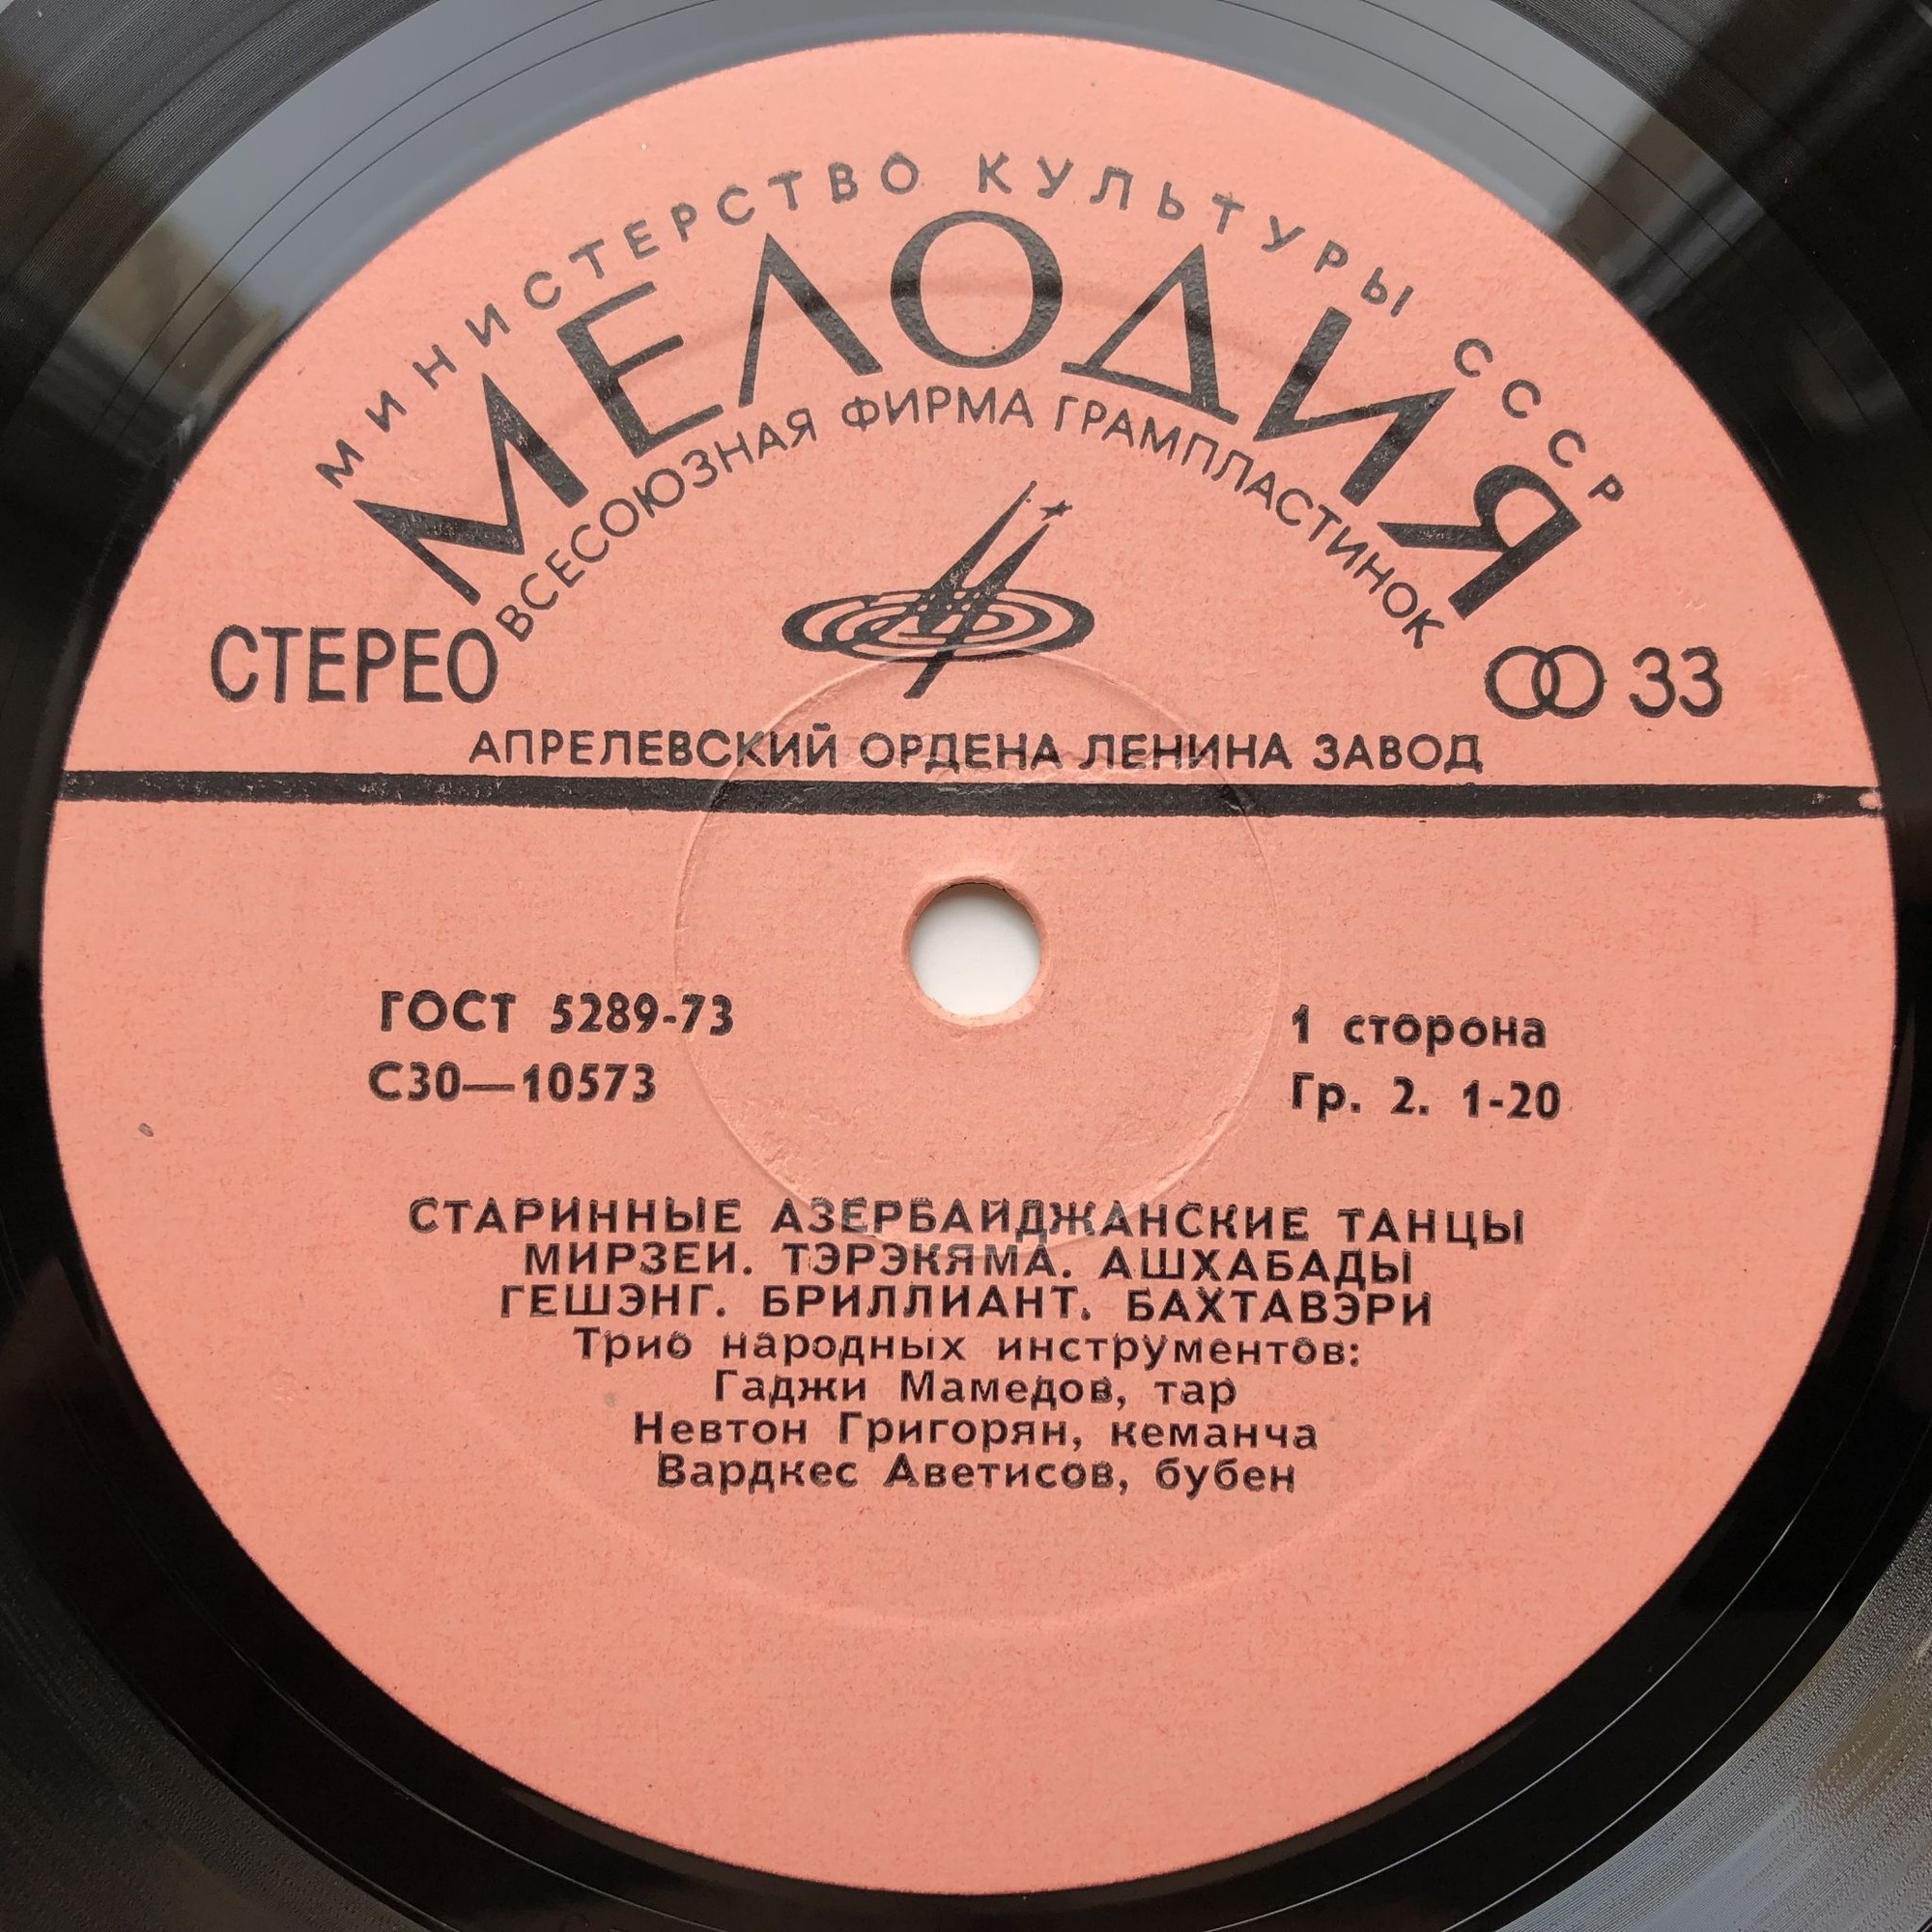 МИНИСТЕРСТВО КУЛЬТУРЫ СССР
МЕЛОДИЯ
ВСЕСОЮЗНАЯ ФИРМА ГРАМПЛАСТИНОК
СТЕРЕО
33
АПРЕЛЕВСКИЙ ОРДЕНА ЛЕНИНА ЗАВОД
ГОСТ 5289-73
С30—10573
1 сторона
Гр. 2. 1-20
СТАРИННЫЕ АЗЕРБАЙДЖАНСКИЕ ТАНЦЫ
МИРЗЕИ. ТЭРЭКЯМА. АШХАБАДЫ
ГЕШЭНГ. БРИЛЛИАНТ. БАХТАВЭРИ
Трио народных инструментов:
Гаджи Мамедов, тар
Невтон Григорян, кеманча
Вардкес Аветисов, бубен